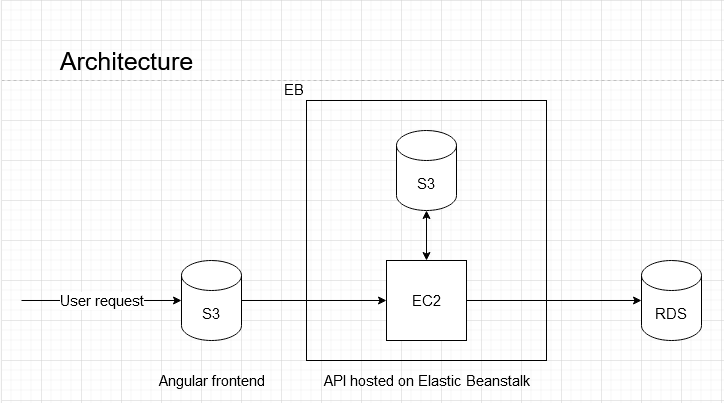 Architecture
EB
S3
User request
S3
EC2
RDS
Angular frontend
API hosted on Elastic Beanstalk